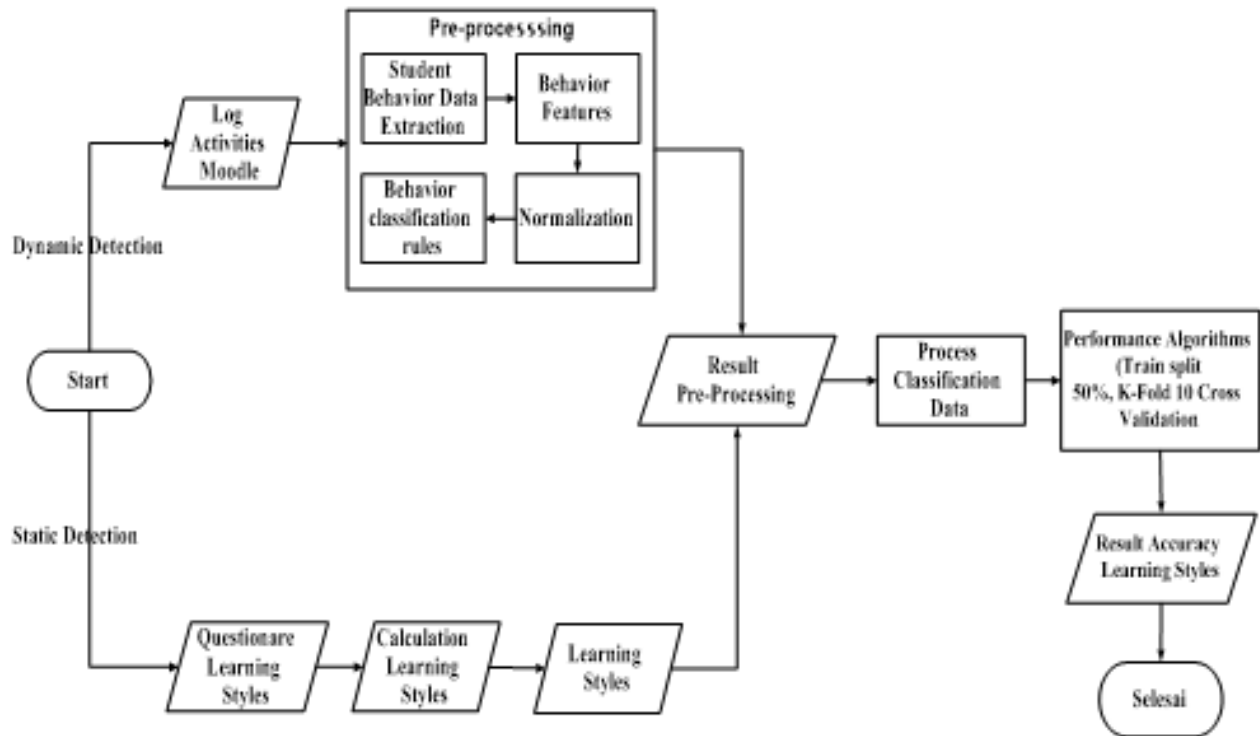 Pre-processsing
Student
Behavior Data
Extraction
Behavior
Features
Log
Activities
Moodle
Behavior
classification
rules
Normalization
Dynamic Detection
Start
Result
Pre-Processing
Process
Classification
Data
Performance Algorithms
(Train split
50%, K-Fold 10 Cross
Validation
Static Detection
Result Accuracy
Learning Styles
Questionare
Learning
Styles
Calculation
Learning
Styles
Learning
Styles
Selesai